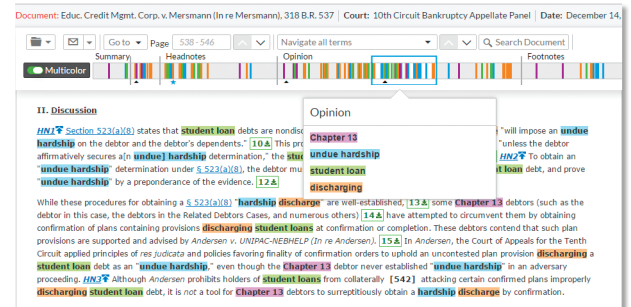 Document: Educ. Credit Mgmt. Corp. v. Mersmann (In re Mersmann), 318 B.R. 537 | Court: 10th Circuit Bankruptcy Appellate Panel | Date: December 14,
Go to Page 538 - 546 Navigate all terms Search Document
Multicolor Summary Headnotes Opinion Footnotes
II. Discussion
HN1 Section 523(a)(8) states that student loan debts are nondisc "will impose an undue
hardship on the debtor and the debtor's dependents." 10 This pro "unless the debtor
affirmatively secures a[n undue] hardship determination," the stu HN2 To obtain an
"undue hardship" determination under § 523(a)(8), the debtor mu nt loan debt, and prove
"undue hardship" by a preponderance of the evidence. 12
Opinion
Chapter 13
undue hardship
student loan
discharging
While these procedures for obtaining a § 523(a)(8) "hardship discharge" are well-established, 13 some Chapter 13 debtors (such as the
debtor in this case, the debtors in the Related Debtors Cases, and numerous others) 14 have attempted to circumvent them by obtaining
confirmation of plans containing provisions discharging student loans at confirmation or completion. These debtors contend that such plan
provisions are supported and advised by Andersen v. UNIPAC-NEBHELP (In re Andersen). 15 In Andersen, the Court of Appeals for the Tenth
Circuit applied principles of res judicata and policies favoring finality of confirmation orders to uphold an untested plan provision discharging a
student loan debt as an "undue hardship," even though the Chapter 13 debtor never established "undue hardship" in an adversary
proceeding. HN3 Although Andersen prohibits holders of student loans from collaterally [542] attacking certain confirmed plans improperly
discharging student loan debt, it is not a tool for Chapter 13 debtors to surreptitiously obtain a hardship discharge by confirmation.